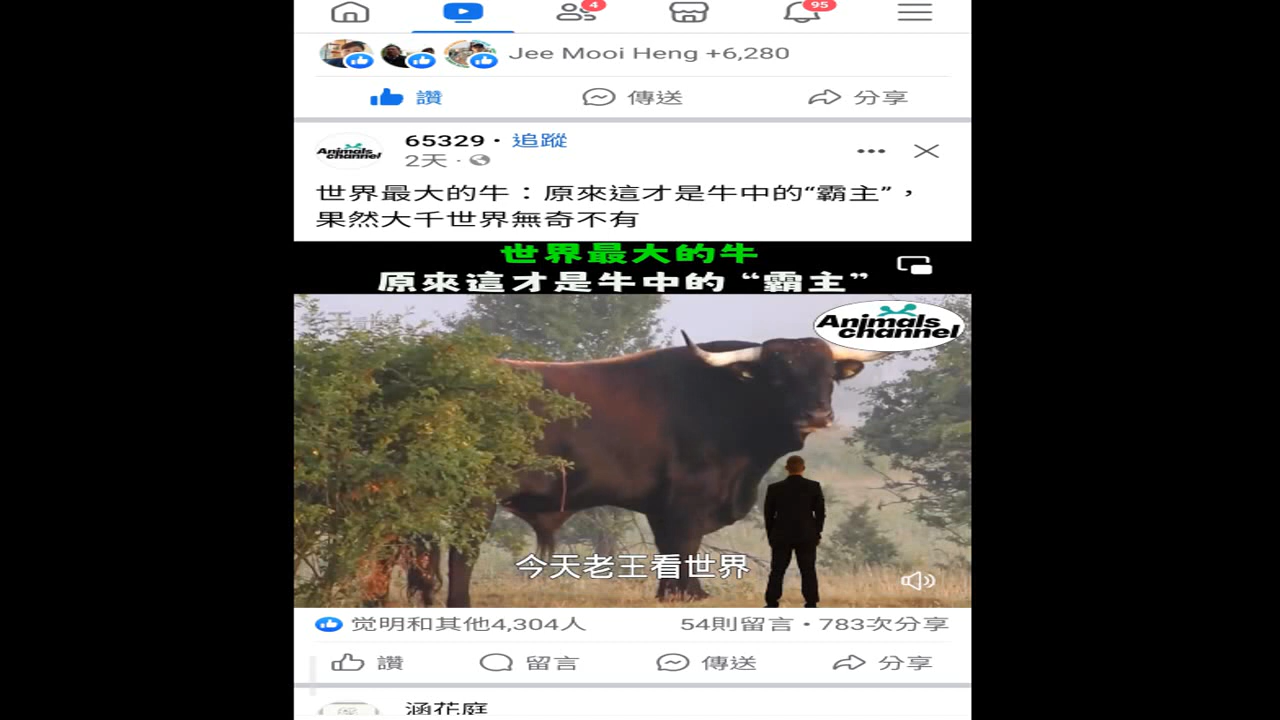 4
95
Jee Mooi Heng +6,280
讚
傳送
分享
Animals channel
65329 · 追蹤
2天 ·
世界最大的牛：原來這才是牛中的“霸主”，
果然大千世界無奇不有
世界最大的牛
原來這才是牛中的“霸主”
Animals
channel
今天老王看世界
觉明和其他4,304人
54則留言 · 783次分享
讚
留言
傳送
分享
涵花庭